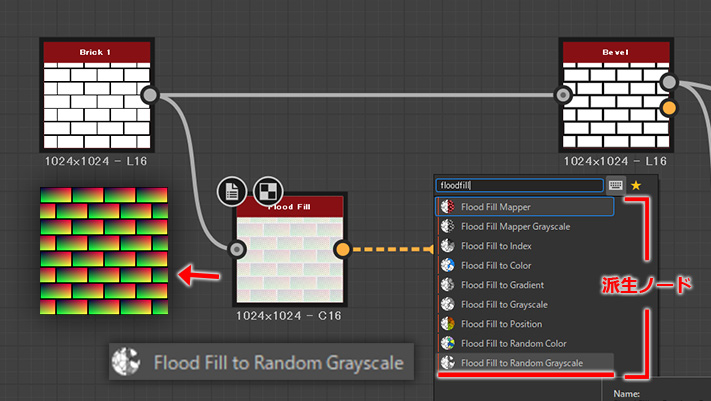 Brick 1
1024x1024 - L16
Bevel
1024x1024 - L16
Flood Fill
1024x1024 - C16
floodfill
Flood Fill Mapper
Flood Fill Mapper Grayscale
Flood Fill to Index
Flood Fill to Color
Flood Fill to Gradient
Flood Fill to Grayscale
Flood Fill to Position
Flood Fill to Random Color
Flood Fill to Random Grayscale
派生ノード
Flood Fill to Random Grayscale
Name: